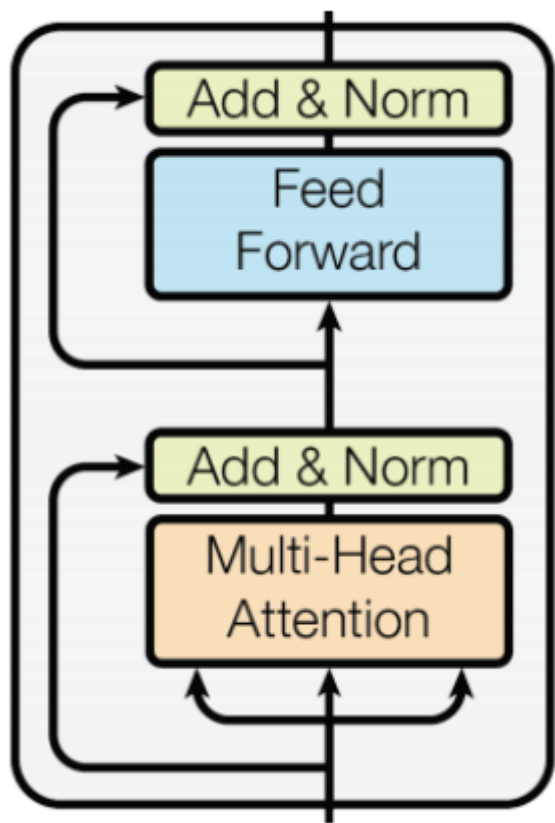 Add & Norm
Feed
Forward
Add & Norm
Multi-Head
Attention